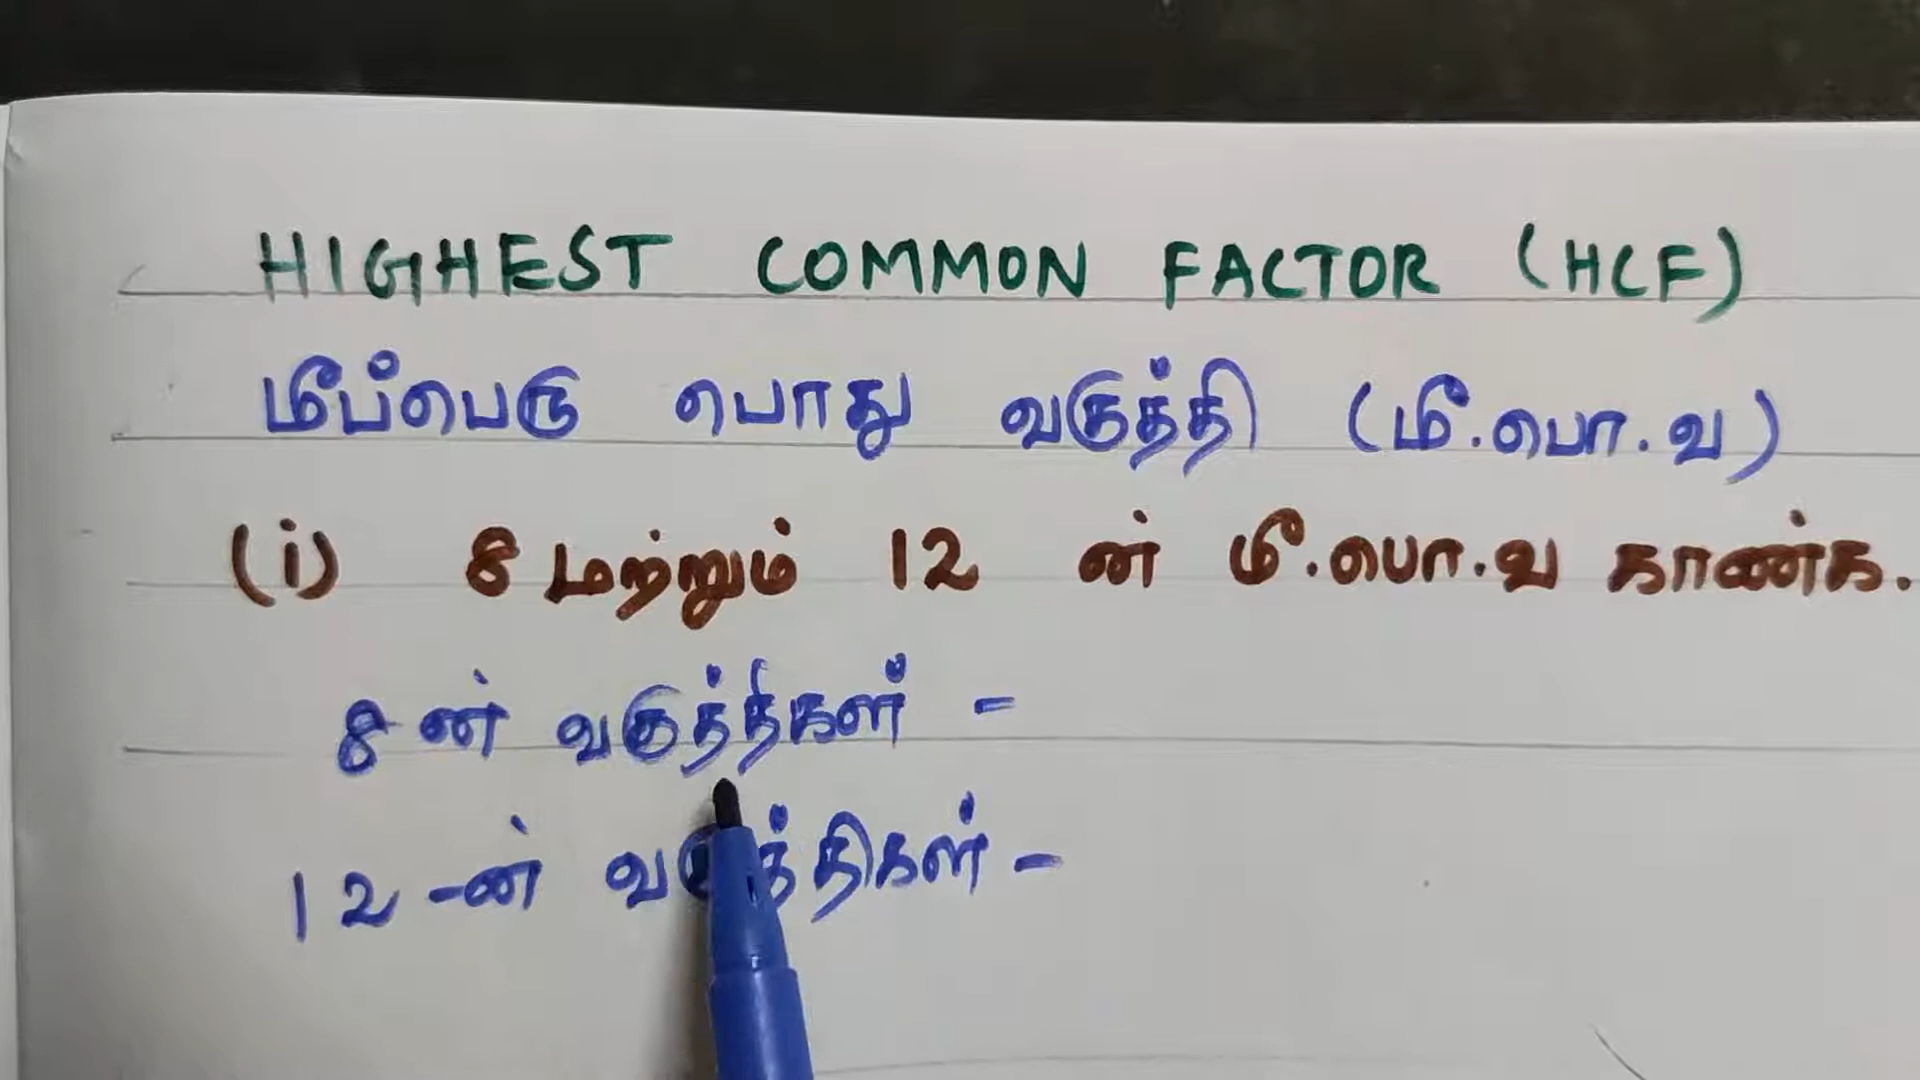 HIGHEST COMMON FACTOR (HCF)
மீப்பெரு பொது வகுத்தி (மீ.பொ.வ)
(i) 8 மற்றும் 12 ன் மீ.பொ.வ காண்க.
8 ன் வகுத்திகள் -
12 -ன் வகுத்திகள் -